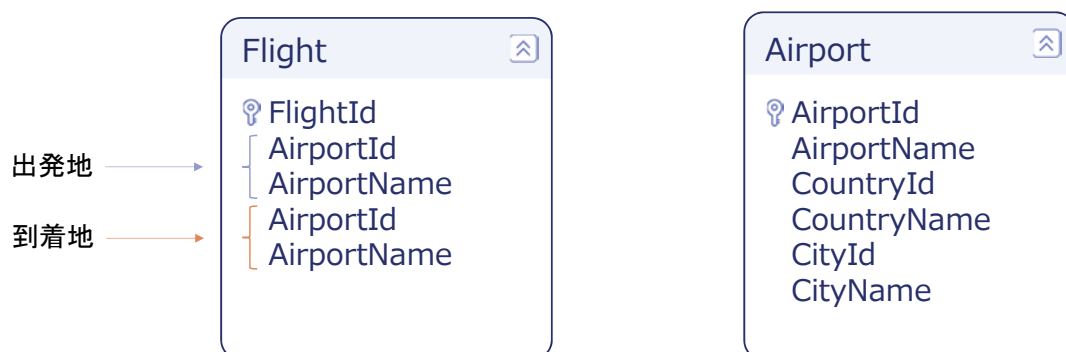 Flight
FlightId
出発地
AirportId
AirportName
到着地
AirportId
AirportName
Airport
AirportId
AirportName
CountryId
CountryName
CityId
CityName